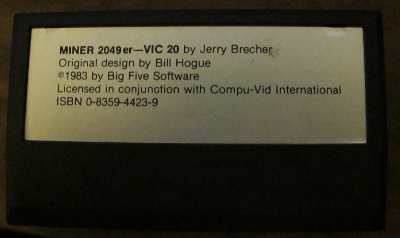 MINER 2049er—VIC 20 by Jerry Brecher
Original design by Bill Hogue
©1983 by Big Five Software
Licensed in conjunction with Compu-Vid International
ISBN 0-8359-4423-9